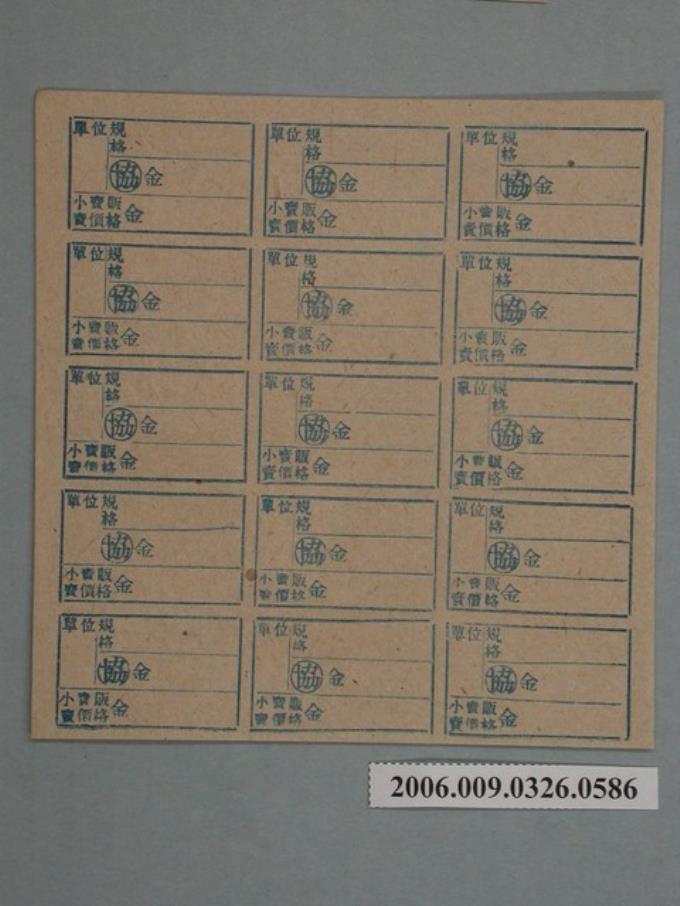 單位規
格
協金
小賣販
賣價格金
單位規
格
協金
小賣販
賣價格金
單位規
格
協金
小賣販
賣價格金
單位規
格
協金
小賣販
賣價格金
單位規
格
協金
小賣販
賣價格金
單位規
格
協金
小賣販
賣價格金
單位規
格
協金
小賣販
賣價格金
單位規
格
協金
小賣販
賣價格金
單位規
格
協金
小賣販
賣價格金
單位規
格
協金
小賣販
賣價格金
單位規
格
協金
小賣販
賣價格金
單位規
格
協金
小賣販
賣價格金
單位規
格
協金
小賣販
賣價格金
單位規
格
協金
小賣販
賣價格金
單位規
格
協金
小賣販
賣價格金
2006.009.0326.0586